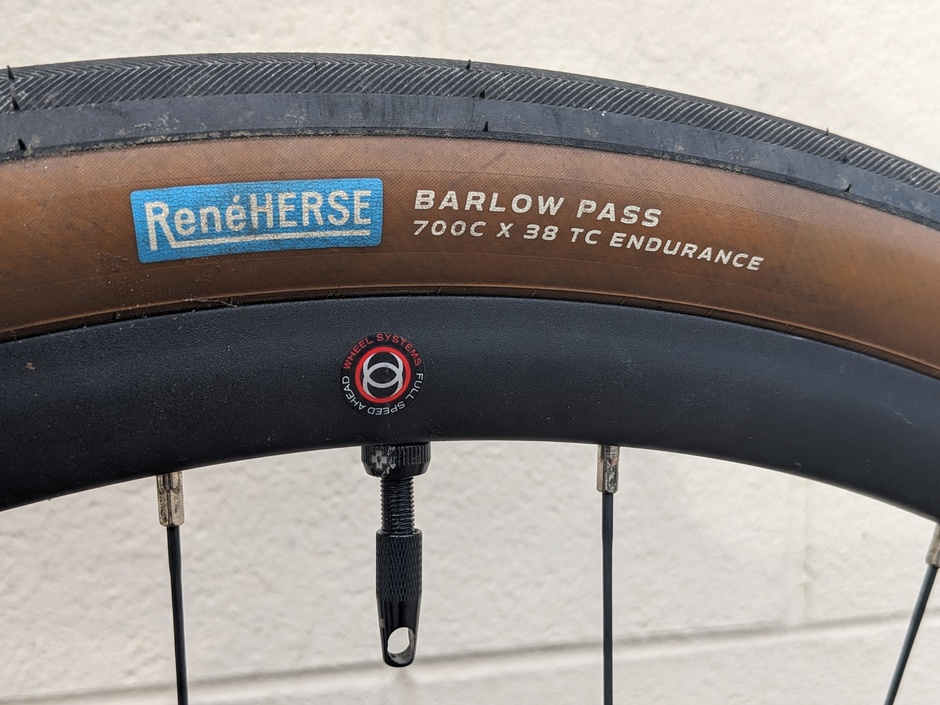 RenéHERSE
BARLOW PASS
700C X 38 TC ENDURANCE
WHEEL SYSTEMS
FULL SPEED AHEAD